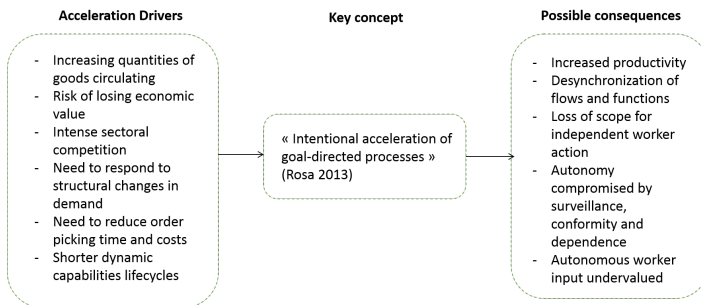 Acceleration Drivers
- Increasing quantities of
goods circulating
- Risk of losing economic
value
- Intense sectoral
competition
- Need to respond to
structural changes in
demand
- Need to reduce order
picking time and costs
- Shorter dynamic
capabilities lifecycles
Key concept
« Intentional acceleration of
goal-directed processes »
(Rosa 2013)
Possible consequences
- Increased productivity
- Desynchronization of
flows and functions
- Loss of scope for
independent worker
action
- Autonomy
compromised by
surveillance,
conformity and
dependence
- Autonomous worker
input undervalued